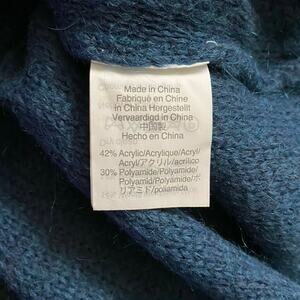 Made in China
Fabriqué en Chine
in China Hergestellt
Vervaardigd in China
中国製
Hecho en China
42% Acrylic/Acrylique/Acryl/
Acryl/アクリル/acrílico
30% Polyamide/Polyamide/
Polyamid/Polyamide/ポ
リアミド/poliamida